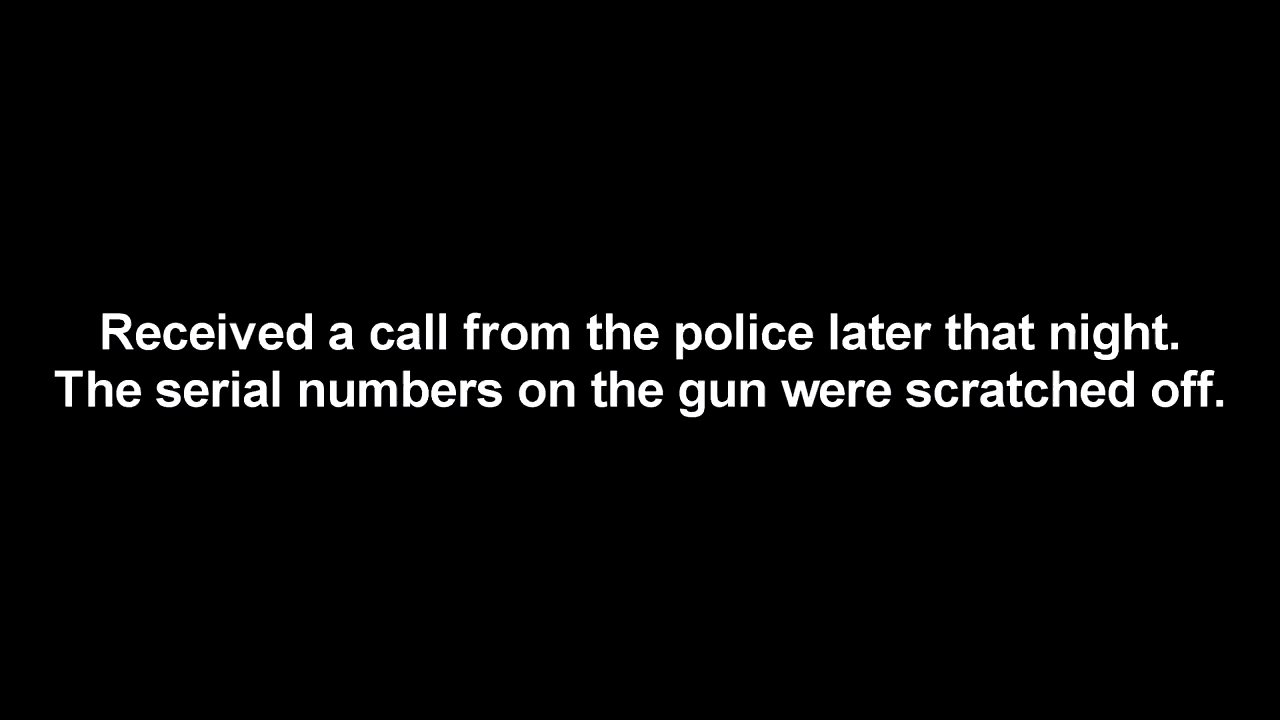 Received a call from the police later that night.
The serial numbers on the gun were scratched off.